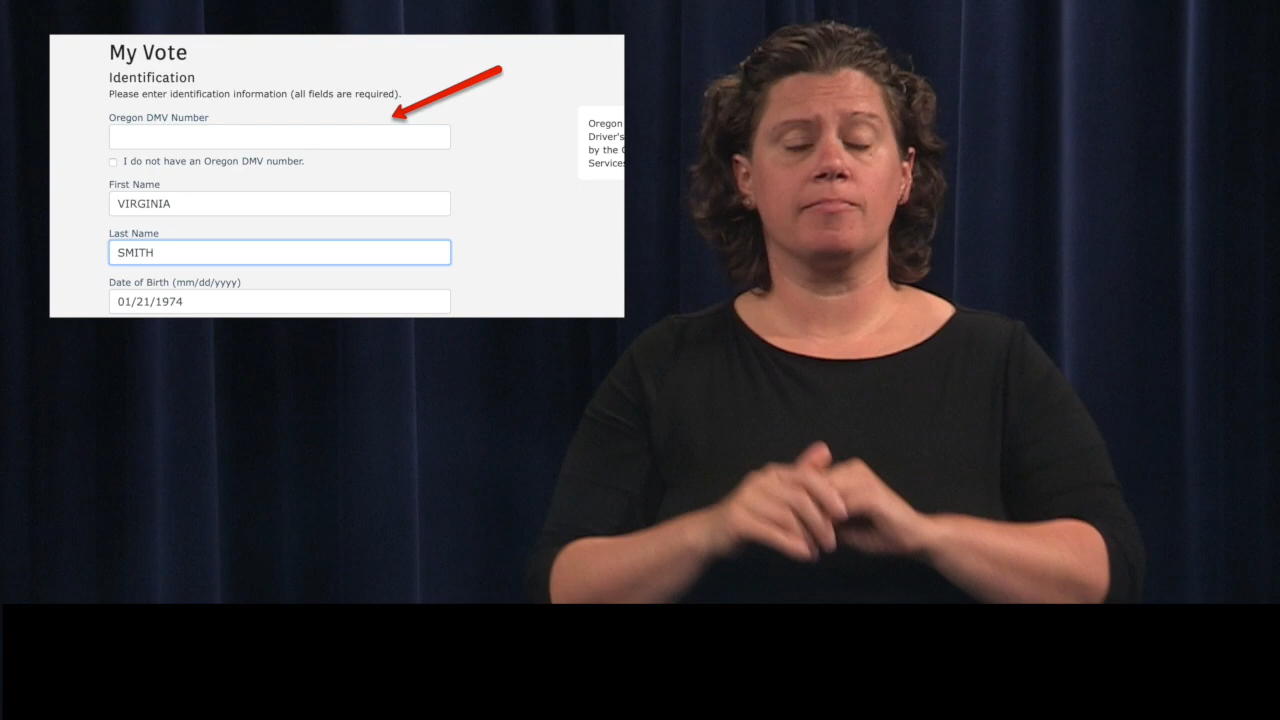 My Vote
Identification
Please enter identification information (all fields are required).
Oregon DMV Number
I do not have an Oregon DMV number.
First Name
VIRGINIA
Last Name
SMITH
Date of Birth (mm/dd/yyyy)
01/21/1974
Oregon
Driver's
by the
Services